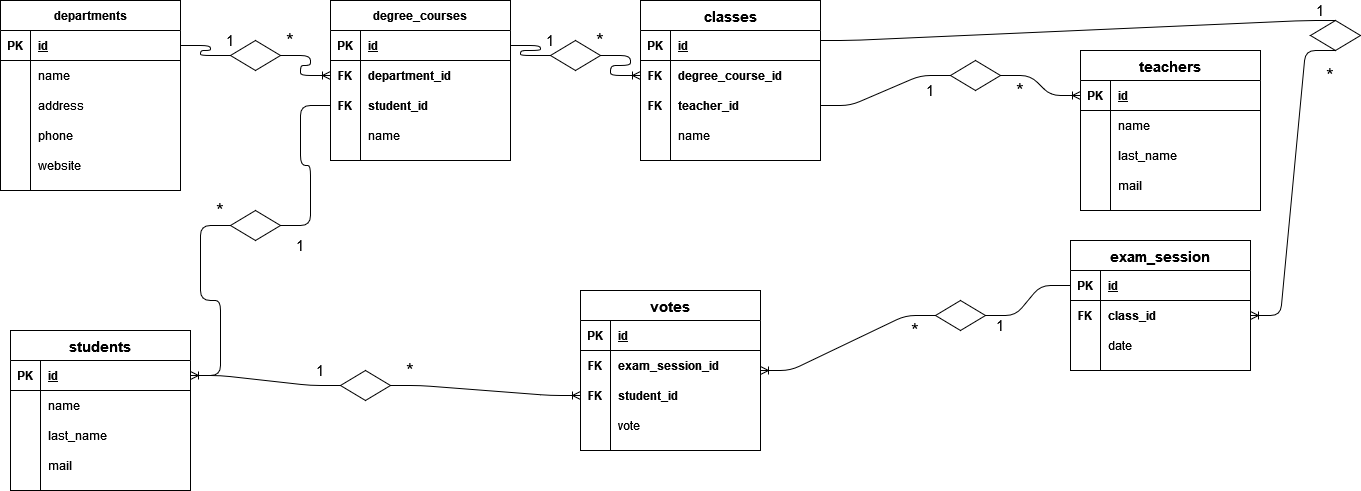 departments
PK id
name
address
phone
website
1
*
degree_courses
PK id
FK department_id
FK student_id
name
1
*
classes
PK id
FK degree_course_id
FK teacher_id
name
1
*
1
*
teachers
PK id
name
last_name
mail
*
1
exam_session
PK id
FK class_id
date
*
1
votes
PK id
FK exam_session_id
FK student_id
vote
1
*
students
PK id
name
last_name
mail